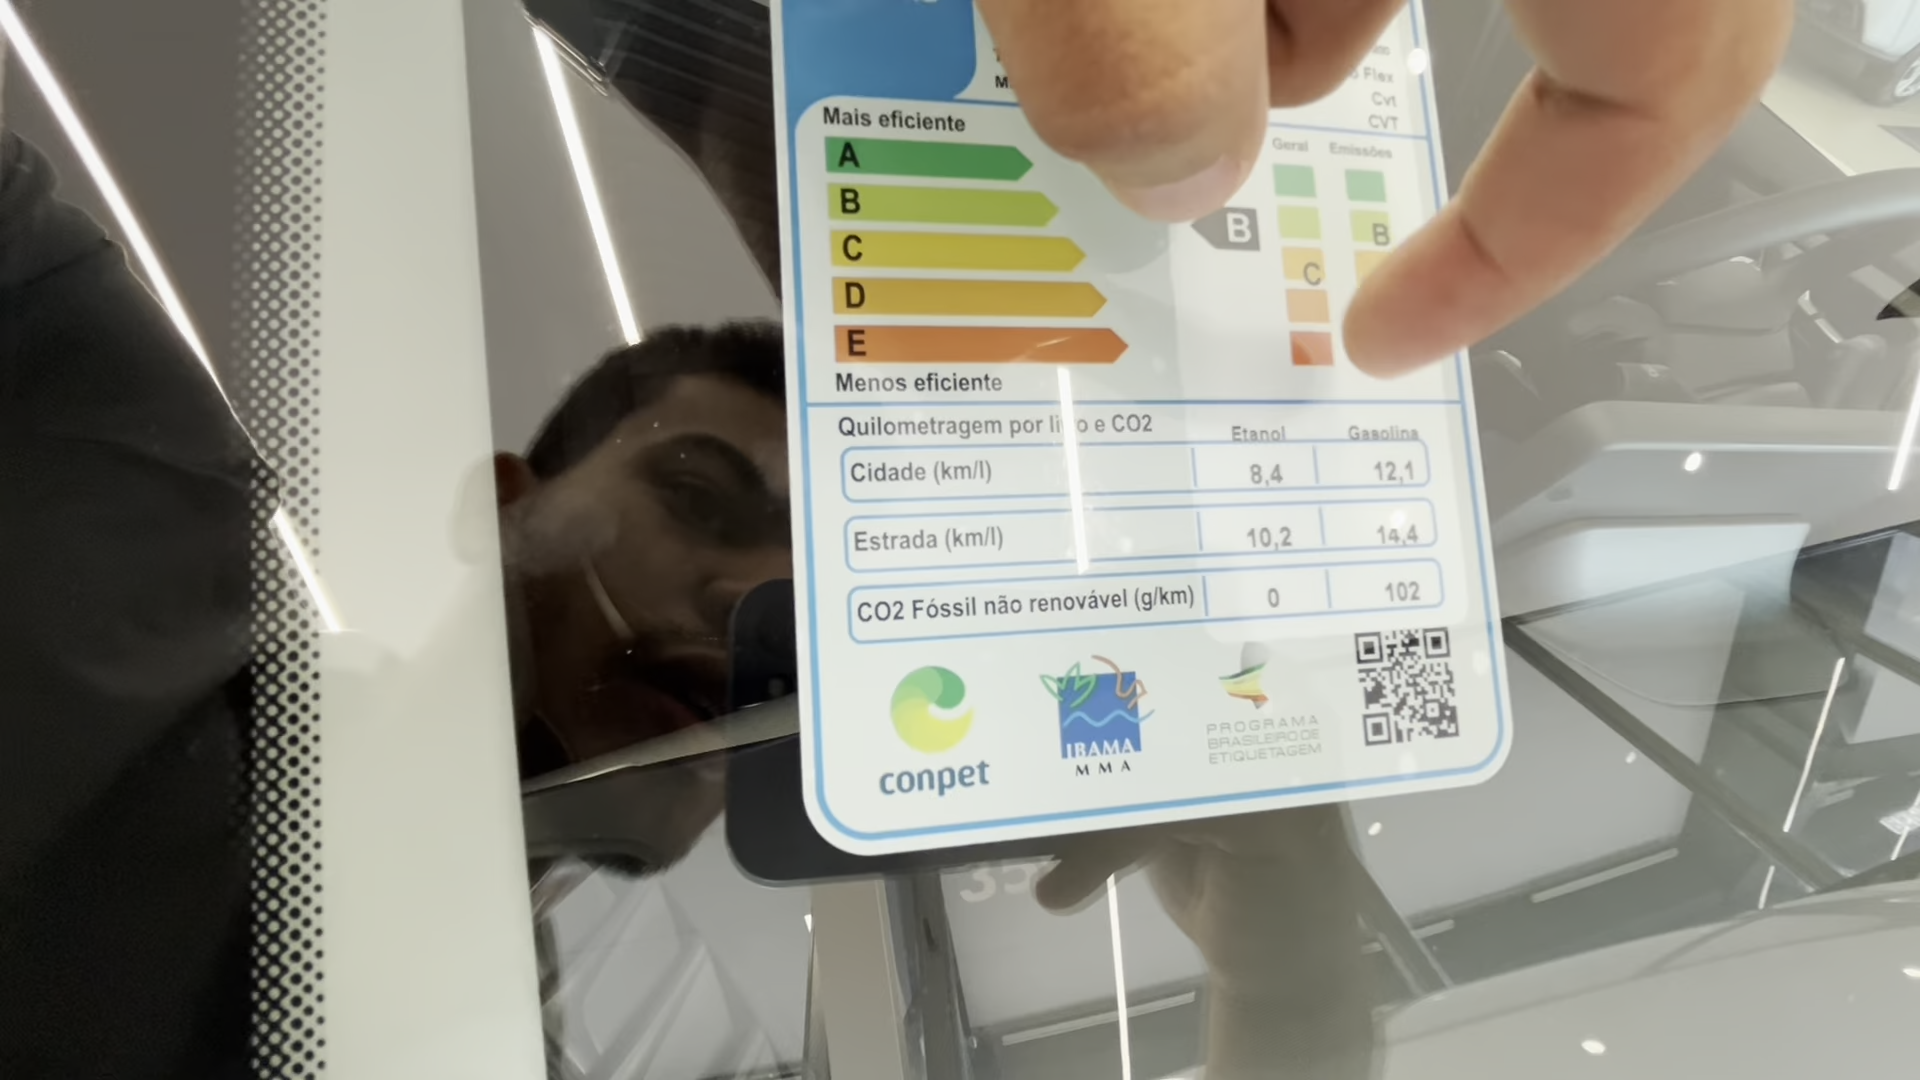 Flex
Cvt
CVT
Mais eficiente
Geral Emissões
A
B
B
B
C
C
D
E
Menos eficiente
Quilometragem por litro e CO2
Etanol Gasolina
Cidade (km/l) 8,4 12,1
Estrada (km/l) 10,2 14,4
CO2 Fóssil não renovável (g/km) 0 102
conpet
IBAMA
MMA
PROGRAMA
BRASILEIRO DE
ETIQUETAGEM
35